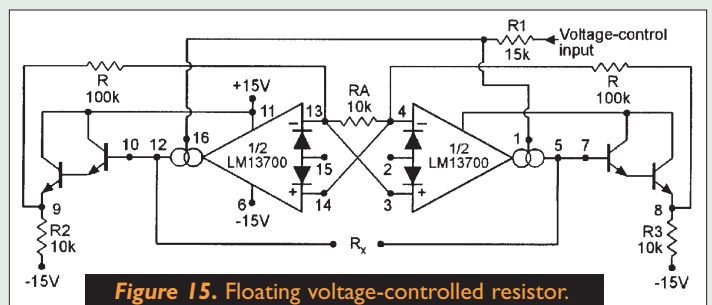 R1
Voltage-control
input
15k
R
100k
+15V
11
13
RA
10k
4
R
100k
10
12
16
1/2
LM13700
15
2
1/2
LM13700
1
5
7
9
6
-15V
14
3
8
R2
10k
Rx
R3
10k
-15V
-15V
−
+
−
+
Figure 15. Floating voltage-controlled resistor.